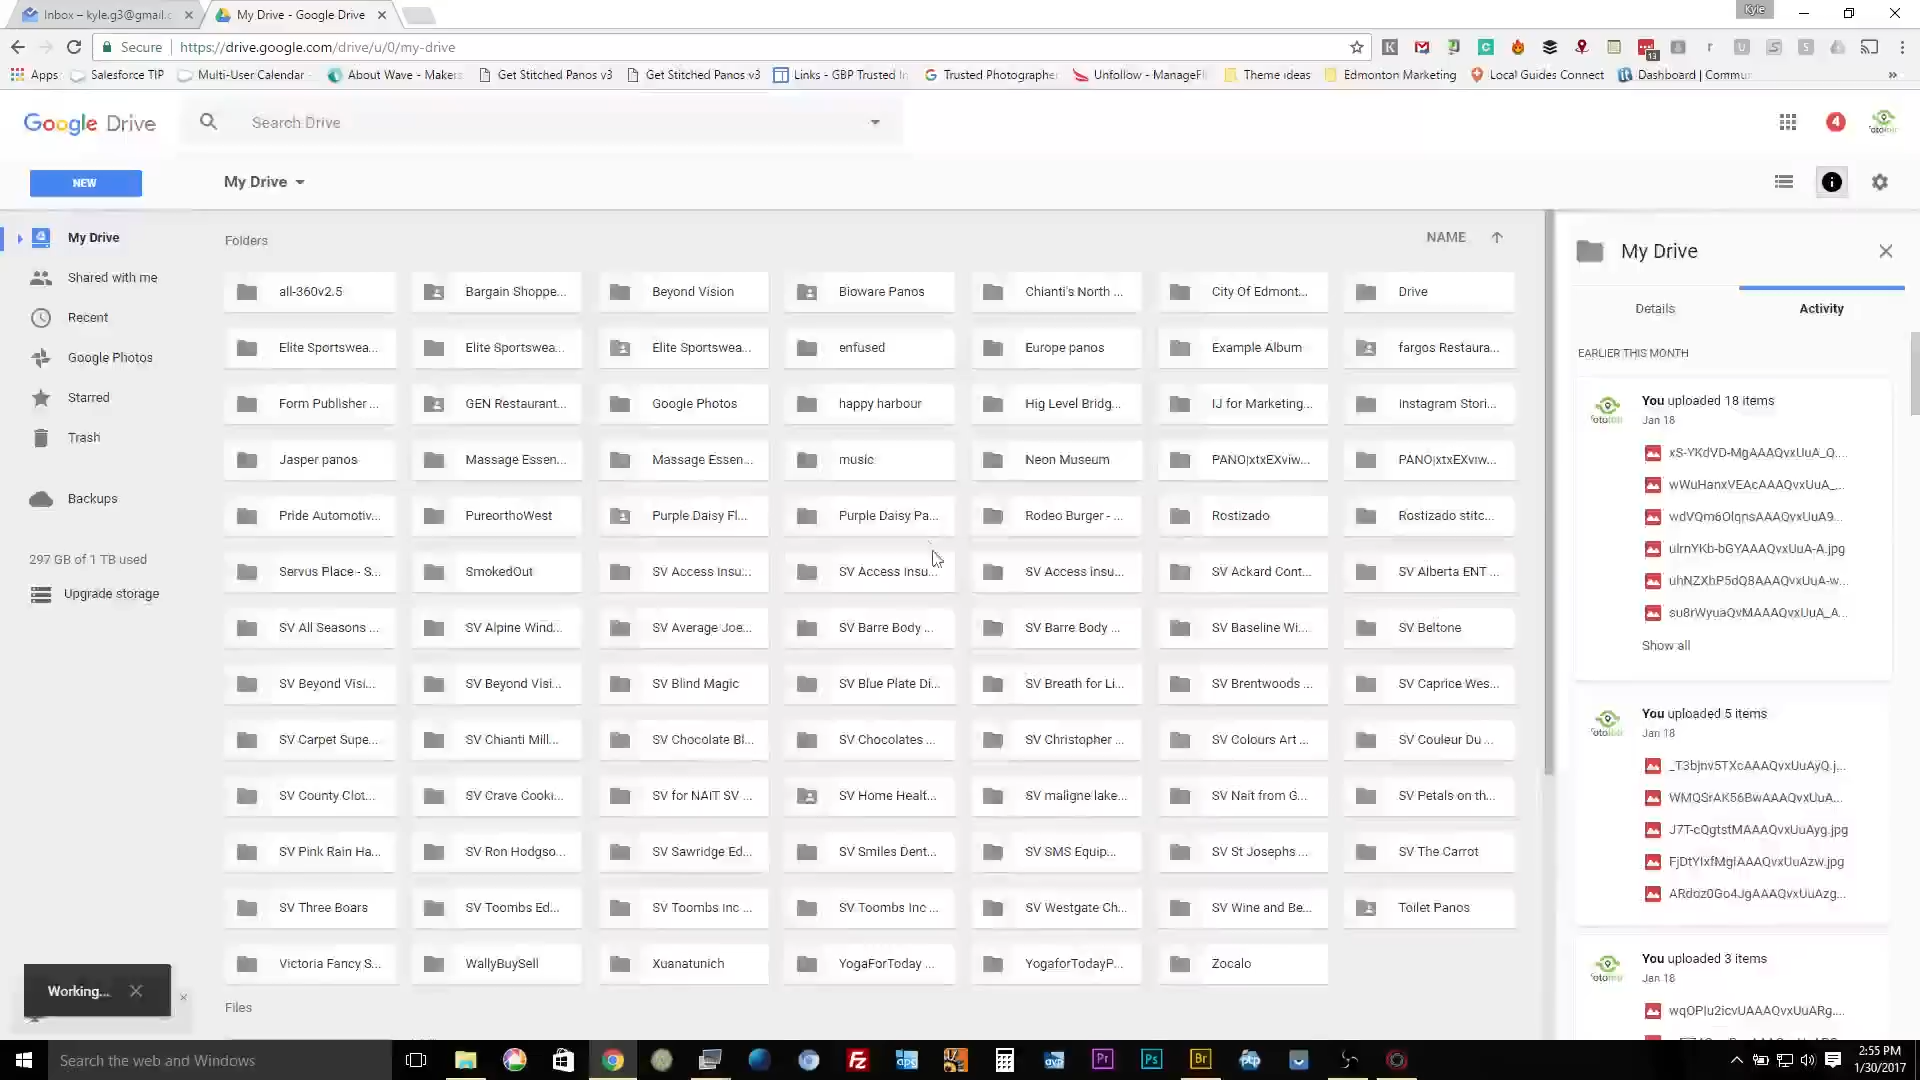 Inbox – kyle.g3@gmail.c
My Drive - Google Drive
Kyle
Secure
https://drive.google.com/drive/u/0/my-drive
13
Apps
Salesforce TIP
Multi-User Calendar
About Wave - Makers
Get Stitched Panos v3
Get Stitched Panos v3
Links - GBP Trusted
Trusted Photographe
Unfollow - ManageFl
Theme ideas
Edmonton Marketing
Local Guides Connect
Dashboard | Commu
»
Google Drive
Search Drive
4
NEW
My Drive
My Drive
Shared with me
Recent
Google Photos
Starred
Trash
Backups
297 GB of 1 TB used
Upgrade storage
Folders
NAME
all-360v2.5
Bargain Shoppe...
Beyond Vision
Bioware Panos
Chianti's North ...
City Of Edmont...
Drive
Elite Sportswea...
Elite Sportswea...
Elite Sportswea...
enfused
Europe panos
Example Album
fargos Restaura...
Form Publisher ...
GEN Restaurant...
Google Photos
happy harbour
Hig Level Bridg...
IJ for Marketing...
Instagram Stori...
Jasper panos
Massage Essen...
Massage Essen...
music
Neon Museum
PANO|xtxEXviw...
PANO|xtxEXviw...
Pride Automotiv...
PureorthoWest
Purple Daisy Fl...
Purple Daisy Pa...
Rodeo Burger - ...
Rostizado
Rostizado stitc...
Servus Place - S...
SmokedOut
SV Access Insu...
SV Access Insu...
SV Access insu...
SV Ackard Cont...
SV Alberta ENT ...
SV All Seasons ...
SV Alpine Wind...
SV Average Joe...
SV Barre Body ...
SV Barre Body ...
SV Baseline Wi...
SV Beltone
SV Beyond Visi...
SV Beyond Visi...
SV Blind Magic
SV Blue Plate Di...
SV Breath for Li...
SV Brentwoods ...
SV Caprice Wes...
SV Carpet Supe...
SV Chianti Mill...
SV Chocolate Bl...
SV Chocolates ...
SV Christopher ...
SV Colours Art ...
SV Couleur Du ...
SV County Clot...
SV Crave Cooki...
SV for NAIT SV ...
SV Home Healt...
SV maligne lake...
SV Nait from G...
SV Petals on th...
SV Pink Rain Ha...
SV Ron Hodgso...
SV Sawridge Ed...
SV Smiles Dent...
SV SMS Equip...
SV St Josephs ...
SV The Carrot
SV Three Boars
SV Toombs Ed...
SV Toombs Inc ...
SV Toombs Inc ...
SV Westgate Ch...
SV Wine and Be...
Toilet Panos
Victoria Fancy S...
WallyBuySell
Xuanatunich
YogaForToday ...
YogaforTodayP...
Zocalo
Files
Working...
My Drive
Details
Activity
EARLIER THIS MONTH
You uploaded 18 items
Jan 18
xS-YKdVD-MgAAAQvxUuA_Q....
wWuHanxVEAcAAAQvxUuA_...
wdVQm6OlqnsAAAQvxUuA9...
ulrnYKb-bGYAAAQvxUuA-A.jpg
uhNZXhP5dQ8AAAQvxUuA-w...
su8rWyuaQvMAAAQvxUuA_A...
Show all
You uploaded 5 items
Jan 18
_T3bjnv5TXcAAAQvxUuAyQ.j...
WMQSrAK56BwAAAQvxUuA...
J7T-cQgtstMAAAQvxUuAyg.jpg
FjDtYIxfMgIAAAQvxUuAzw.jpg
ARdoz0Go4JgAAAQvxUuAzg...
You uploaded 3 items
Jan 18
wqOPlu2icvUAAAQvxUuARg....
Search the web and Windows
Pr
Ps
Br
2:55 PM
1/30/2017